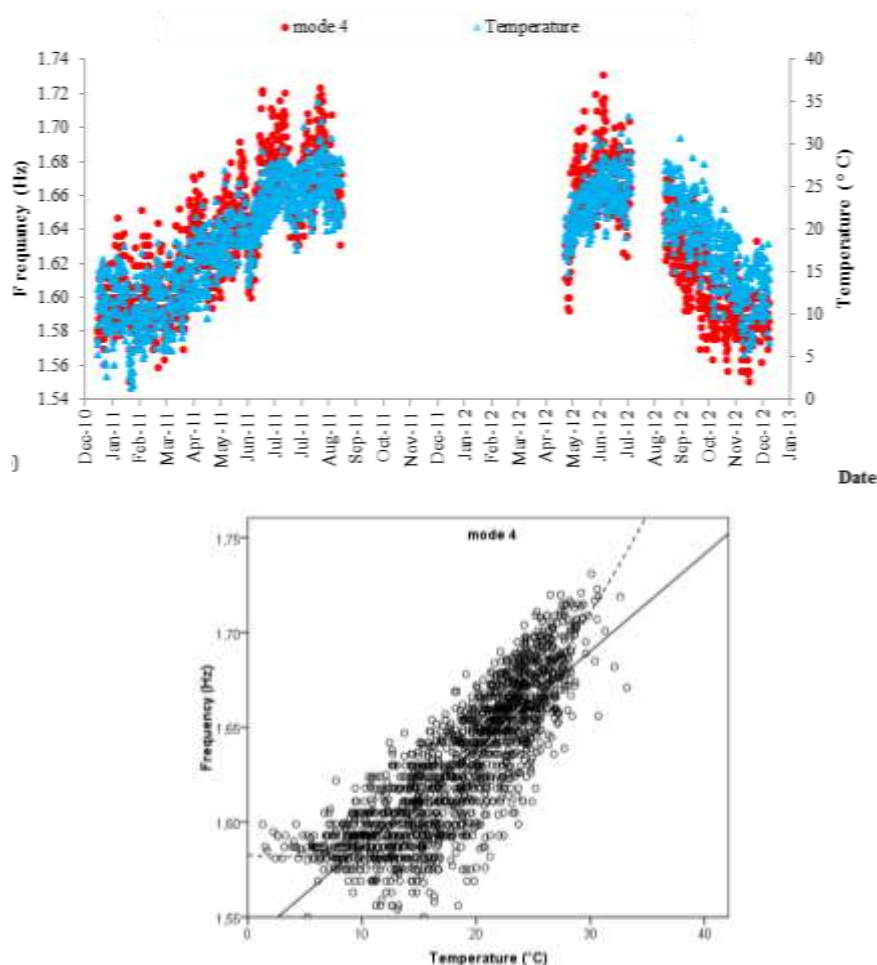 mode 4 Temperature
1.74
1.72
1.70
1.68
1.66
1.64
1.62
1.60
1.58
1.56
1.54
Frequncy (Hz)
40
35
30
25
20
15
10
5
0
Temperature (° C)
Dec-10
Jan-11
Feb-11
Mar-11
Apr-11
May-11
Jun-11
Jul-11
Jul-11
Aug-11
Sep-11
Oct-11
Nov-11
Dec-11
Jan-12
Feb-12
Mar-12
Apr-12
May-12
Jun-12
Jul-12
Aug-12
Sep-12
Oct-12
Nov-12
Dec-12
Jan-13
Date
mode 4
1,75
1,70
1,65
1,60
1,55
Frequency (Hz)
0 10 20 30 40
Temperature (°C)